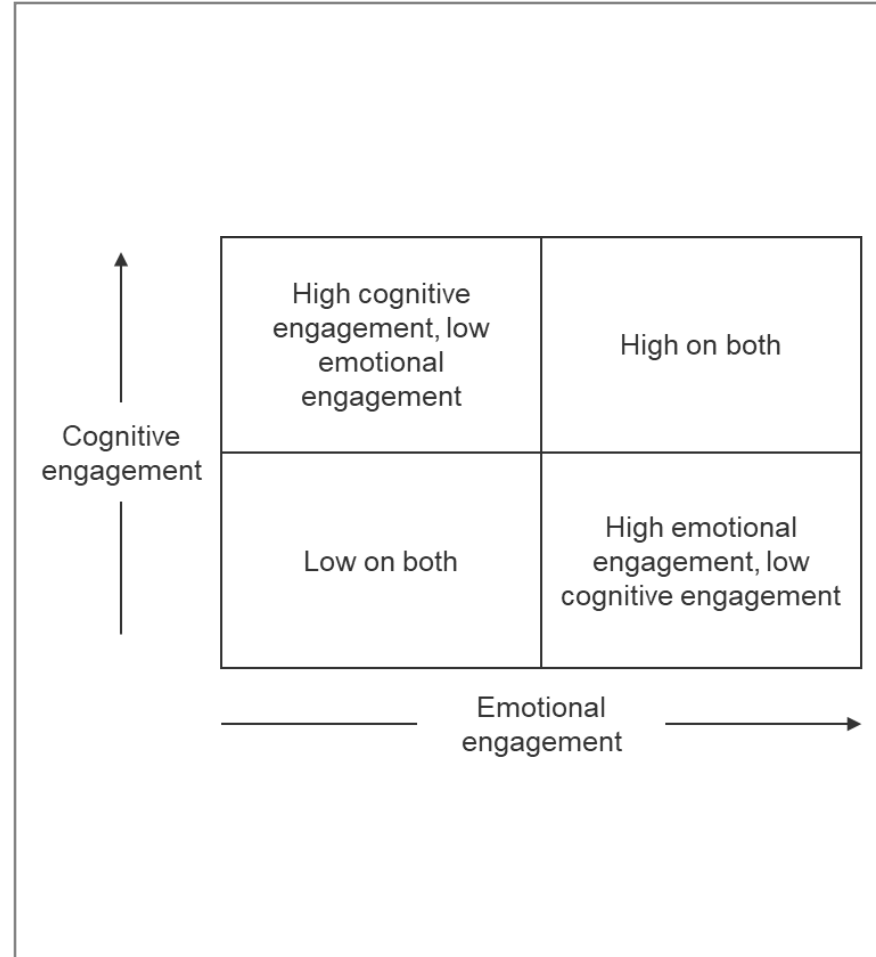 High cognitive
engagement, low
emotional
engagement
High on both
Cognitive
engagement
Low on both
High emotional
engagement, low
cognitive engagement
Emotional
engagement